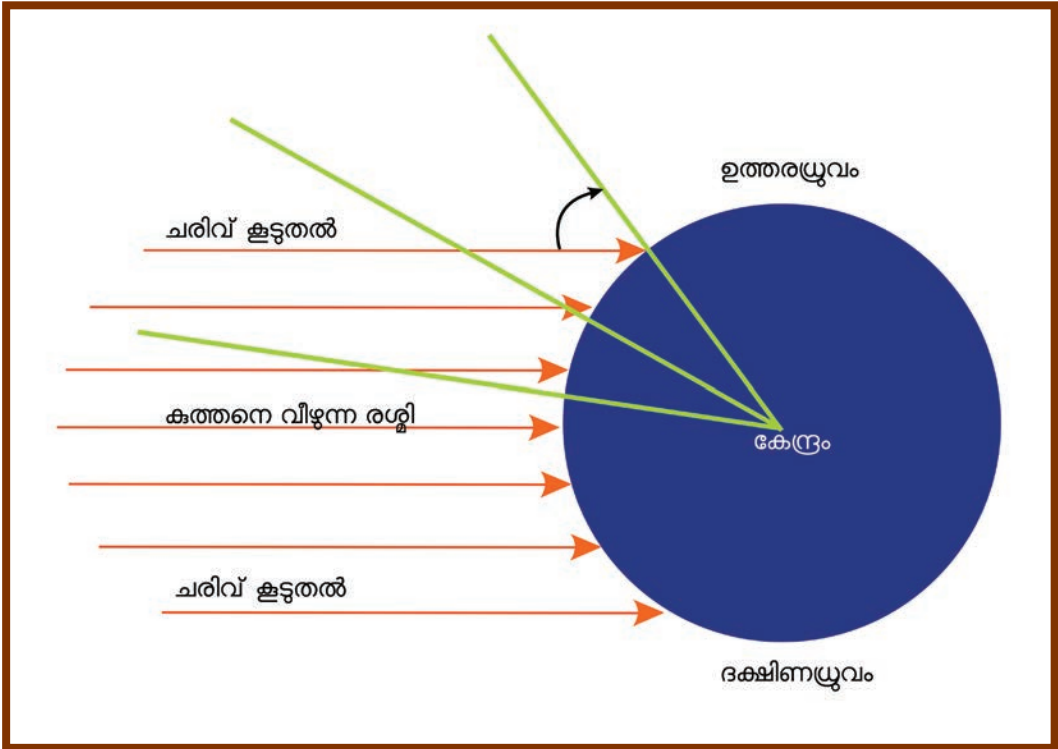 ഉത്തരധ്രുവം
ചരിവ് കൂടുതൽ
കുത്തനെ വീഴുന്ന രശ്മി
കേന്ദ്രം
ചരിവ് കൂടുതൽ
ദക്ഷിണധ്രുവം